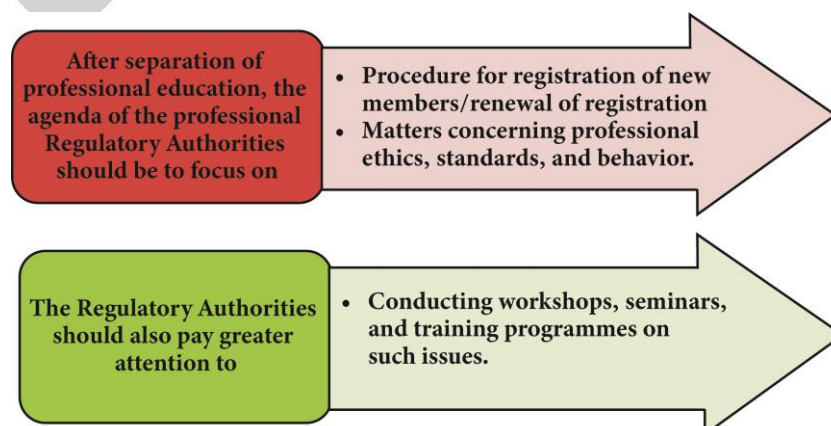 After separation of
professional education, the
agenda of the professional
Regulatory Authorities
should be to focus on
• Procedure for registration of new
members/renewal of registration
• Matters concerning professional
ethics, standards, and behavior.
The Regulatory Authorities
should also pay greater
attention to
• Conducting workshops, seminars,
and training programmes on
such issues.